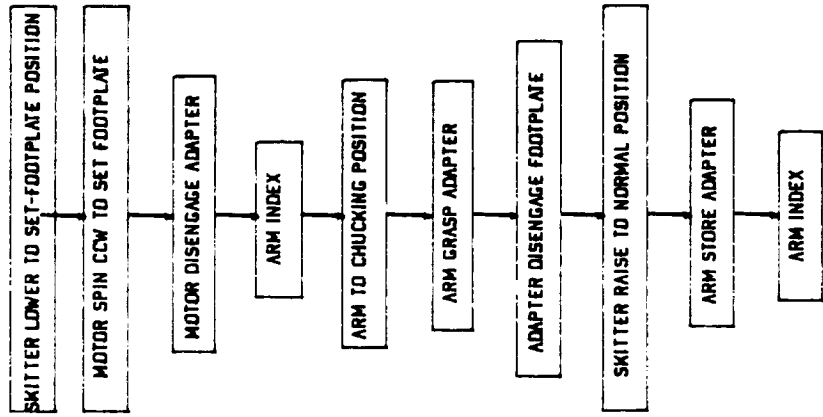 SKITTER LOWER TO SET-FOOTPLATE POSITION
MOTOR SPIN CCW TO SET FOOTPLATE
MOTOR DISENGAGE ADAPTER
ARM INDEX
ARM TO CHUCKING POSITION
ARM GRASP ADAPTER
ADAPTER DISENGAGE FOOTPLATE
SKITTER RAISE TO NORMAL POSITION
ARM STORE ADAPTER
ARM INDEX